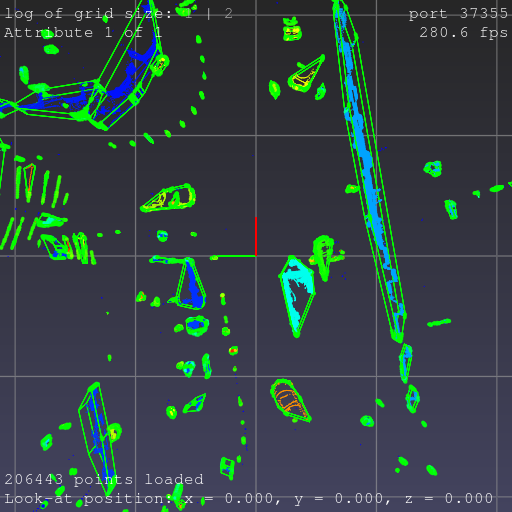 log of grid size: 1 | 2
Attribute 1 of 1
port 37355
280.6 fps
206443 points loaded
Look-at position: x = 0.000, y = 0.000, z = 0.000